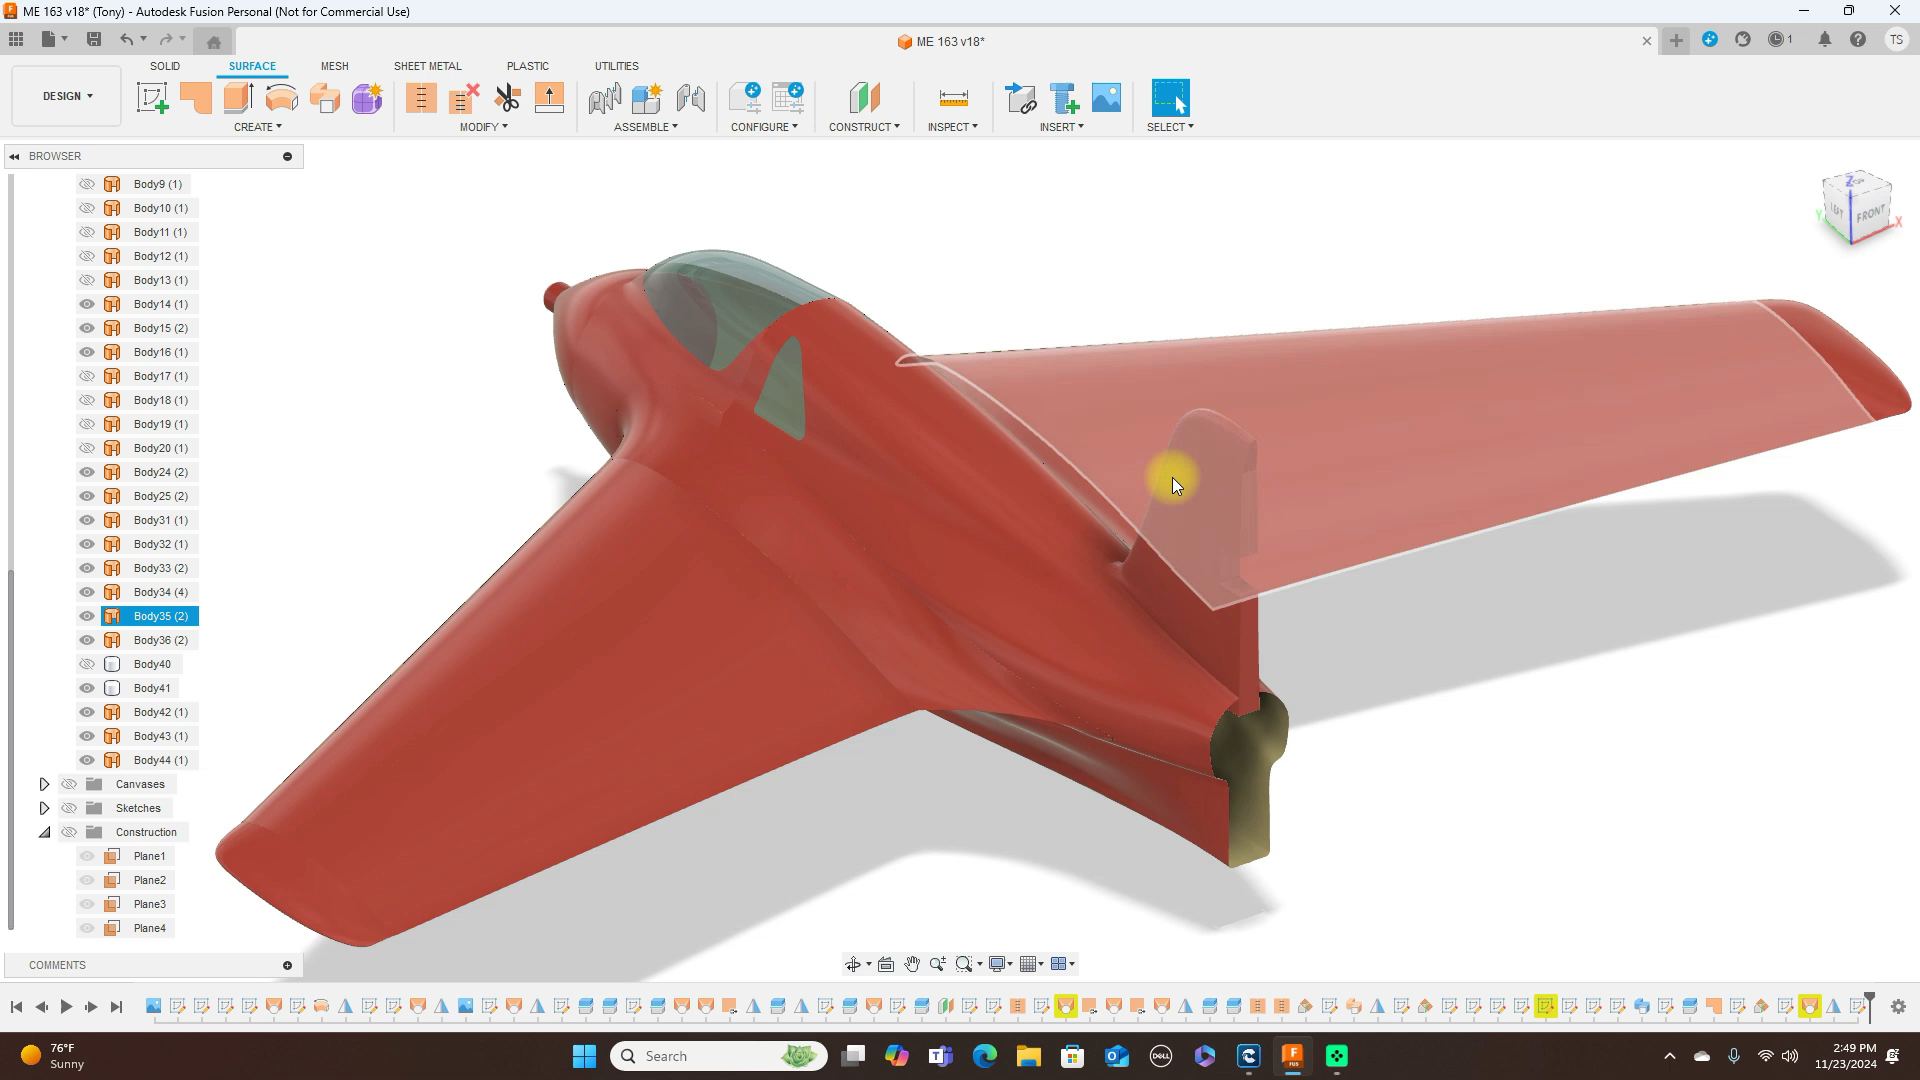 ME 163 v18* (Tony) - Autodesk Fusion Personal (Not for Commercial Use)
ME 163 v18*
1
TS
DESIGN
SOLID
SURFACE
MESH
SHEET METAL
PLASTIC
UTILITIES
CREATE
MODIFY
ASSEMBLE
CONFIGURE
CONSTRUCT
INSPECT
INSERT
SELECT
BROWSER
Body9 (1)
Body10 (1)
Body11 (1)
Body12 (1)
Body13 (1)
Body14 (1)
Body15 (2)
Body16 (1)
Body17 (1)
Body18 (1)
Body19 (1)
Body20 (1)
Body24 (2)
Body25 (2)
Body31 (1)
Body32 (1)
Body33 (2)
Body34 (4)
Body35 (2)
Body36 (2)
Body40
Body41
Body42 (1)
Body43 (1)
Body44 (1)
Canvases
Sketches
Construction
Plane1
Plane2
Plane3
Plane4
Z
Y
X
FRONT
COMMENTS
76°F
Sunny
Search
DELL
FUS
2:49 PM
11/23/2024